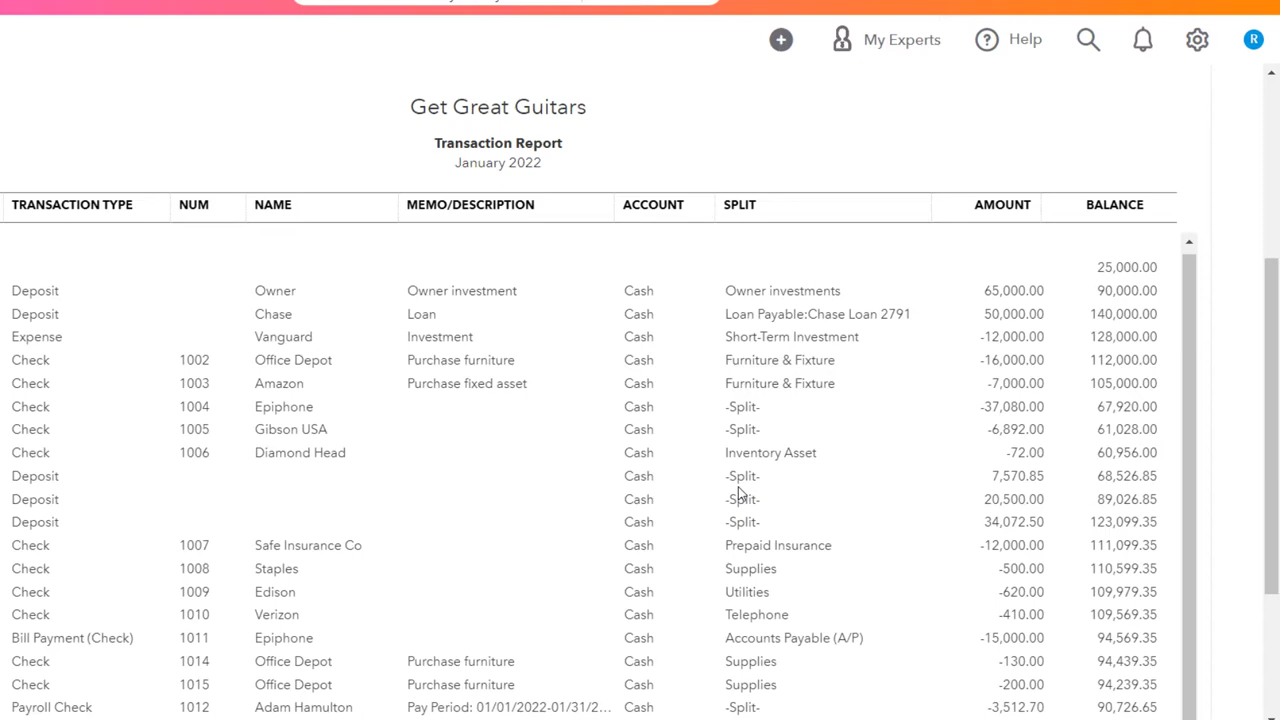 My Experts Help R
Get Great Guitars
Transaction Report
January 2022
TRANSACTION TYPE NUM NAME MEMO/DESCRIPTION ACCOUNT SPLIT AMOUNT BALANCE
25,000.00
Deposit Owner Owner investment Cash Owner investments 65,000.00 90,000.00
Deposit Chase Loan Cash Loan Payable:Chase Loan 2791 50,000.00 140,000.00
Expense Vanguard Investment Cash Short-Term Investment -12,000.00 128,000.00
Check 1002 Office Depot Purchase furniture Cash Furniture & Fixture -16,000.00 112,000.00
Check 1003 Amazon Purchase fixed asset Cash Furniture & Fixture -7,000.00 105,000.00
Check 1004 Epiphone Cash -Split- -37,080.00 67,920.00
Check 1005 Gibson USA Cash -Split- -6,892.00 61,028.00
Check 1006 Diamond Head Cash Inventory Asset -72.00 60,956.00
Deposit Cash -Split- 7,570.85 68,526.85
Deposit Cash -Split- 20,500.00 89,026.85
Deposit Cash -Split- 34,072.50 123,099.35
Check 1007 Safe Insurance Co Cash Prepaid Insurance -12,000.00 111,099.35
Check 1008 Staples Cash Supplies -500.00 110,599.35
Check 1009 Edison Cash Utilities -620.00 109,979.35
Check 1010 Verizon Cash Telephone -410.00 109,569.35
Bill Payment (Check) 1011 Epiphone Cash Accounts Payable (A/P) -15,000.00 94,569.35
Check 1014 Office Depot Purchase furniture Cash Supplies -130.00 94,439.35
Check 1015 Office Depot Purchase furniture Cash Supplies -200.00 94,239.35
Payroll Check 1012 Adam Hamulton Pay Period: 01/01/2022-01/31/2... Cash -Split- -3,512.70 90,726.65